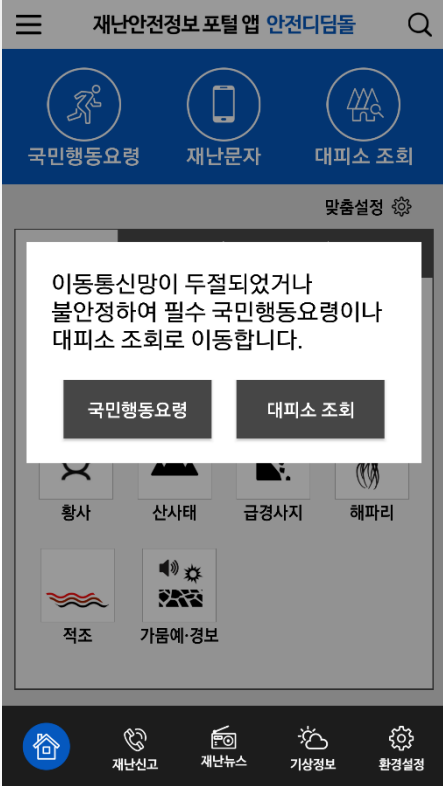 재난안전정보 포털 앱 안전디딤돌
국민행동요령 재난문자 대피소 조회
맞춤설정
이동통신망이 두절되었거나
불안정하여 필수 국민행동요령이나
대피소 조회로 이동합니다.
국민행동요령 대피소 조회
황사 산사태 급경사지 해파리
적조 가뭄예·경보
재난신고 재난뉴스 기상정보 환경설정